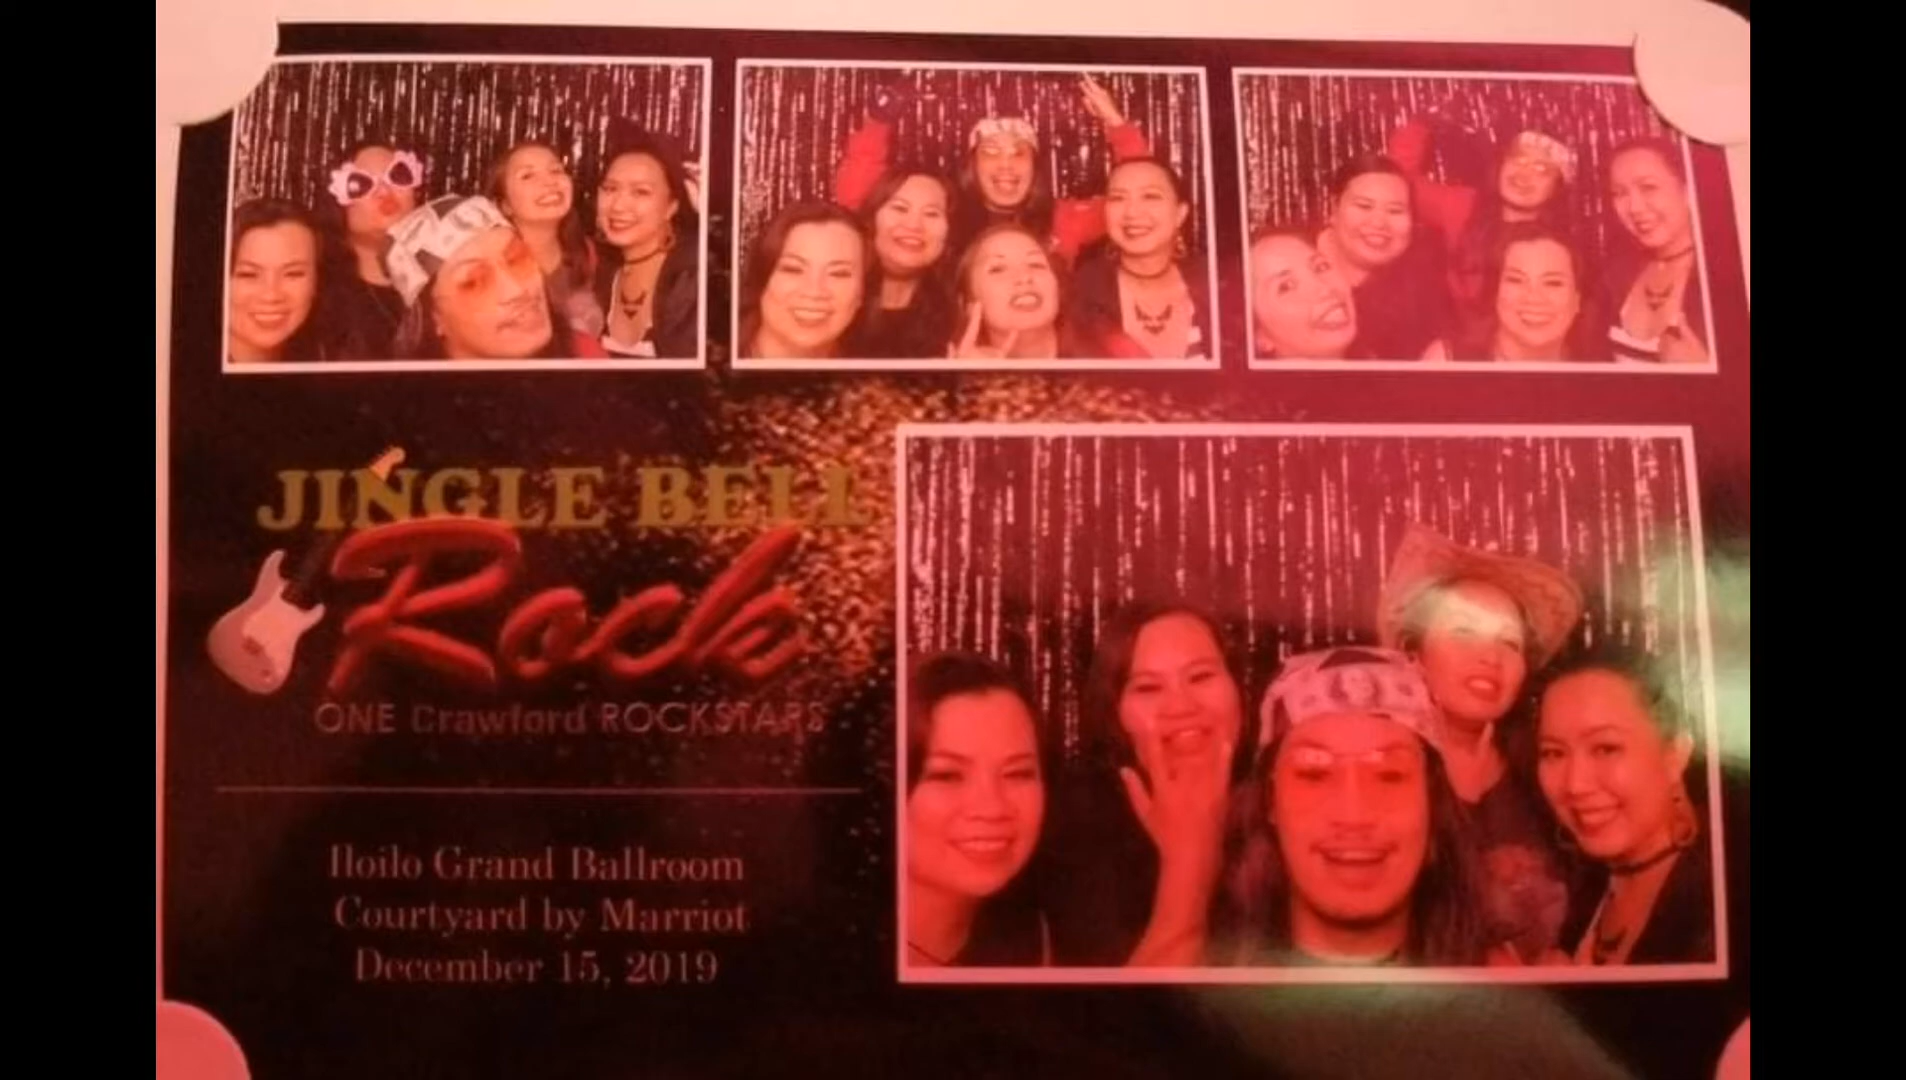 JINGLE BELL
Rock
ONE Crawford ROCKSTARS
Iloilo Grand Ballroom
Courtyard by Marriot
December 15, 2019